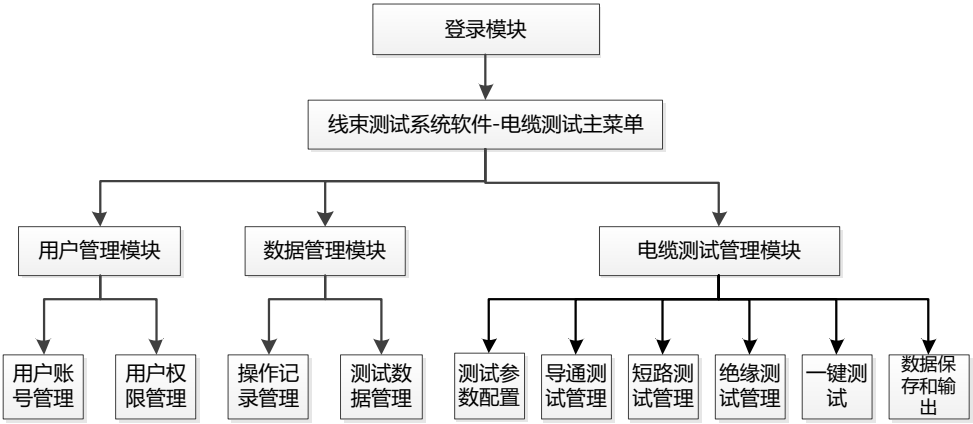 登录模块
线束测试系统软件-电缆测试主菜单
用户管理模块
数据管理模块
电缆测试管理模块
用户账
号管理
用户权
限管理
操作记
录管理
测试数
据管理
测试参
数配置
导通测
试管理
短路测
试管理
绝缘测
试管理
一键测
试
数据保
存和输
出